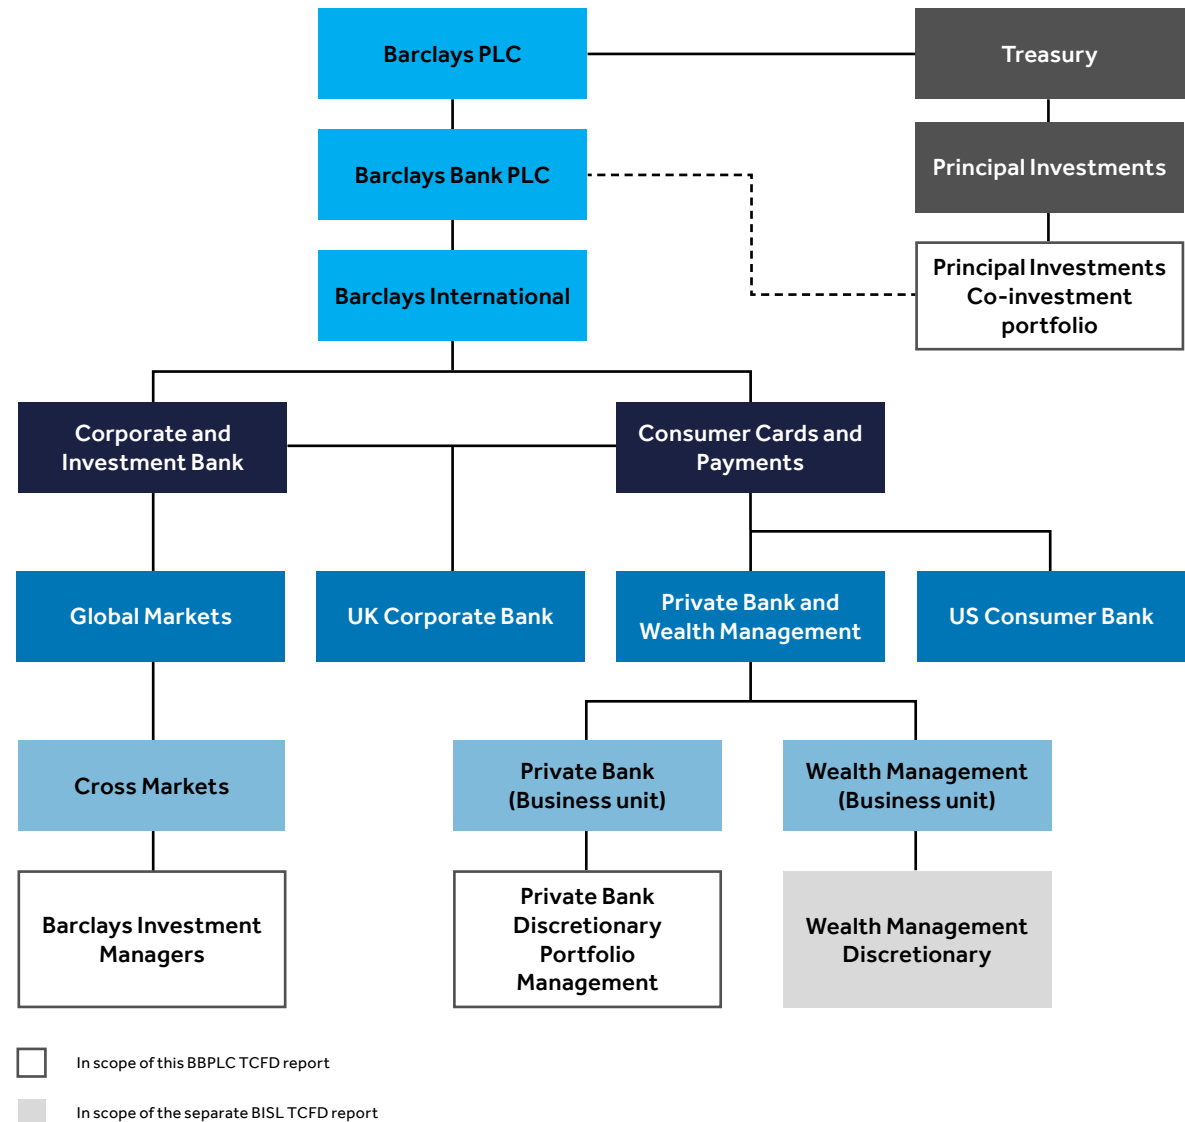 Barclays PLC
Treasury
Barclays Bank PLC
Principal Investments
Barclays International
Principal Investments
Co-investment
portfolio
Corporate and
Investment Bank
Consumer Cards and
Payments
Global Markets
UK Corporate Bank
Private Bank and
Wealth Management
US Consumer Bank
Cross Markets
Private Bank
(Business unit)
Wealth Management
(Business unit)
Barclays Investment
Managers
Private Bank
Discretionary
Portfolio
Management
Wealth Management
Discretionary
In scope of this BBPLC TCFD report
In scope of the separate BISL TCFD report